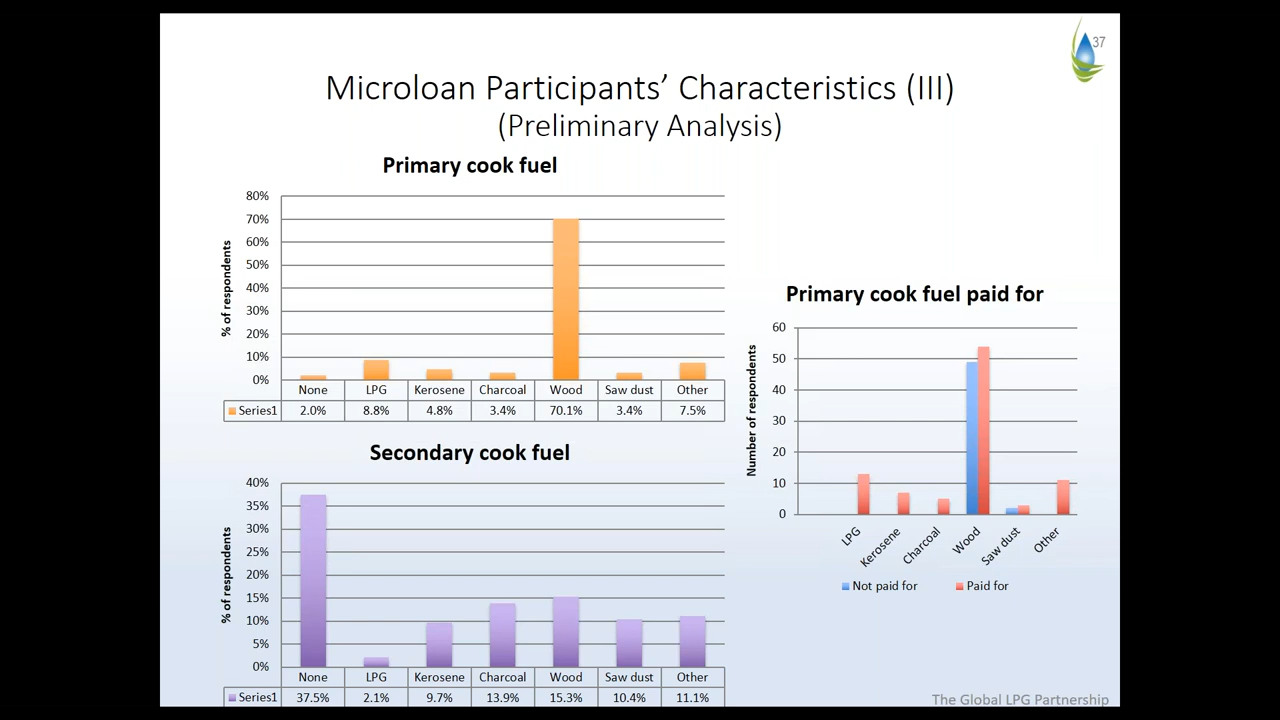 37
Microloan Participants’ Characteristics (III)
(Preliminary Analysis)
Primary cook fuel
% of respondents
80%
70%
60%
50%
40%
30%
20%
10%
0%
None LPG Kerosene Charcoal Wood Saw dust Other
Series1 2.0% 8.8% 4.8% 3.4% 70.1% 3.4% 7.5%
Secondary cook fuel
% of respondents
40%
35%
30%
25%
20%
15%
10%
5%
0%
None LPG Kerosene Charcoal Wood Saw dust Other
Series1 37.5% 2.1% 9.7% 13.9% 15.3% 10.4% 11.1%
Primary cook fuel paid for
Number of respondents
60
50
40
30
20
10
0
LPG Kerosene Charcoal Wood Saw dust Other
Not paid for Paid for
The Global LPG Partnership